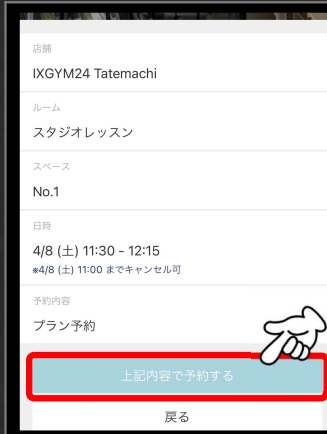 店舗
IXGYM24 Tatemachi
ルーム
スタジオレッスン
スペース
No.1
日時
4/8 (土) 11:30 - 12:15
※4/8 (土) 11:00 までキャンセル可
予約内容
プラン予約
上記内容で予約する
戻る